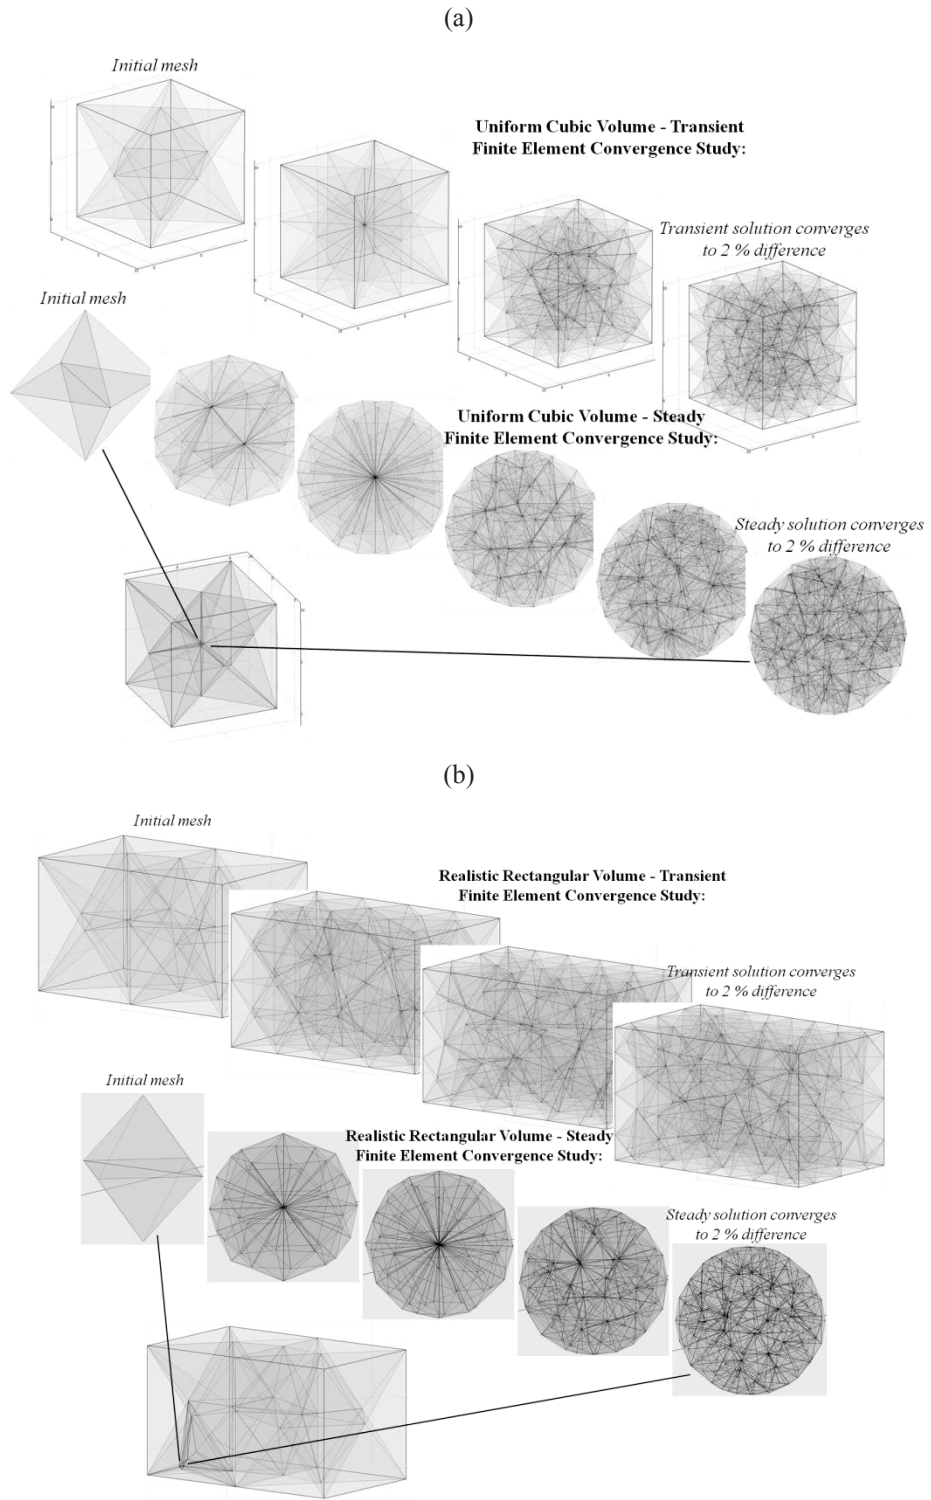 (a)
Initial mesh
Uniform Cubic Volume - Transient
Finite Element Convergence Study:
Transient solution converges
to 2 % difference
Initial mesh
Uniform Cubic Volume - Steady
Finite Element Convergence Study:
Steady solution converges
to 2 % difference
(b)
Initial mesh
Realistic Rectangular Volume - Transient
Finite Element Convergence Study:
Transient solution converges
to 2 % difference
Initial mesh
Realistic Rectangular Volume - Steady
Finite Element Convergence Study:
Steady solution converges
to 2 % difference